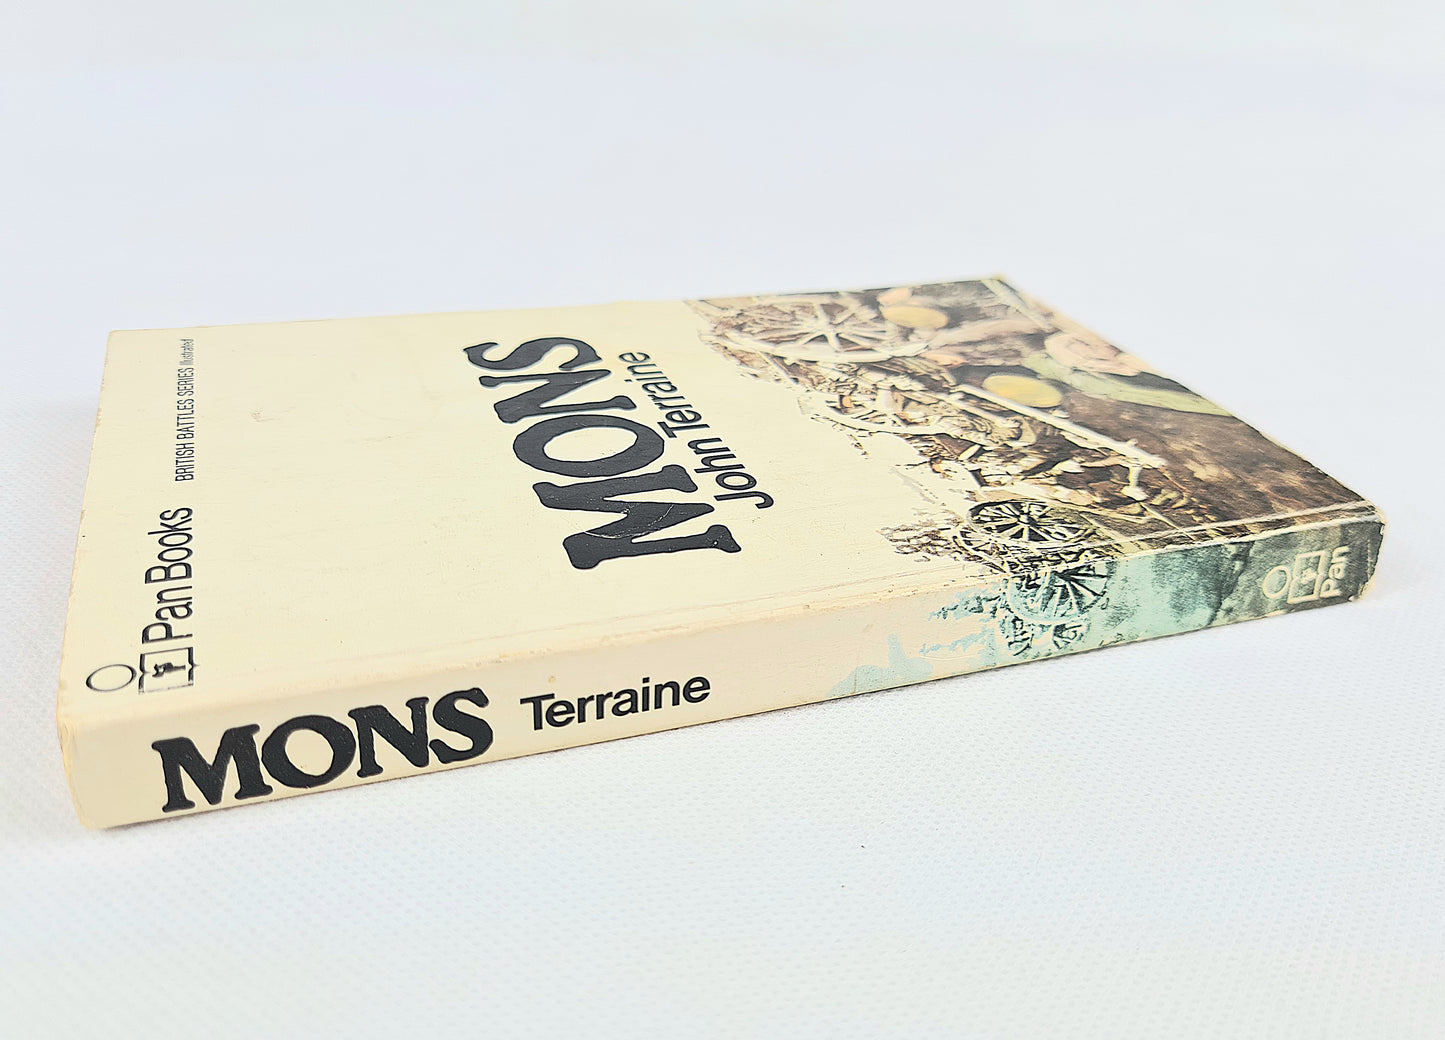 Pan Books
BRITISH BATTLES SERIES Illustrated
MONS
John Terraine
MONS Terraine
Pan